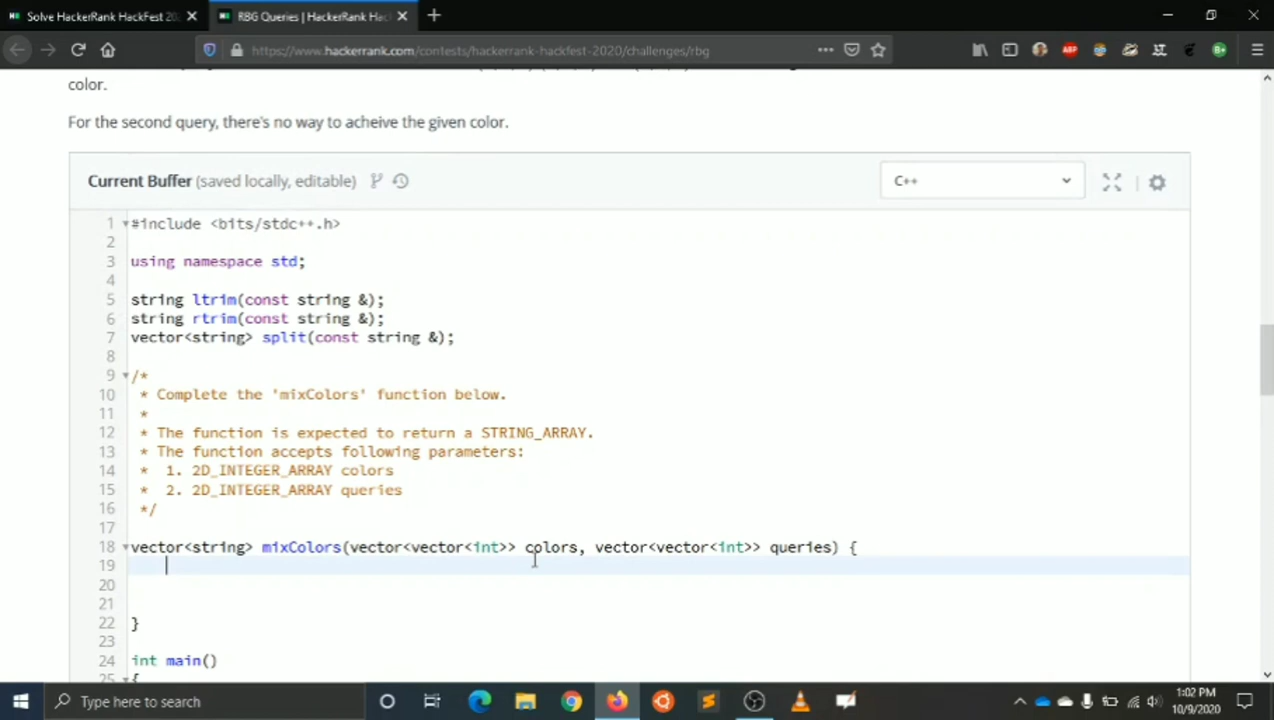 Solve HackerRank HackFest 20
RBG Queries | HackerRank Hac
https://www.hackerrank.com/contests/hackerrank-hackfest-2020/challenges/rbg
ABP
color.
For the second query, there's no way to acheive the given color.
Current Buffer (saved locally, editable)
C++
1 #include <bits/stdc++.h>
2
3 using namespace std;
4
5 string ltrim(const string &);
6 string rtrim(const string &);
7 vector<string> split(const string &);
8
9 /*
10 * Complete the 'mixColors' function below.
11 *
12 * The function is expected to return a STRING_ARRAY.
13 * The function accepts following parameters:
14 * 1. 2D_INTEGER_ARRAY colors
15 * 2. 2D_INTEGER_ARRAY queries
16 */
17
18 vector<string> mixColors(vector<vector<int>> colors, vector<vector<int>> queries) {
19
20
21
22 }
23
24 int main()
25 {
Type here to search
1:02 PM
10/9/2020